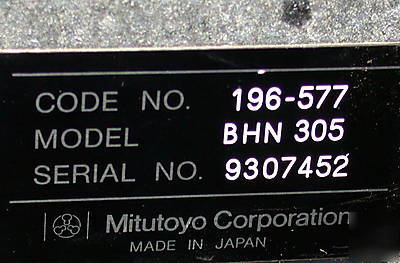 CODE NO. 196-577
MODEL BHN 305
SERIAL NO. 9307452
Mitutoyo Corporation
MADE IN JAPAN